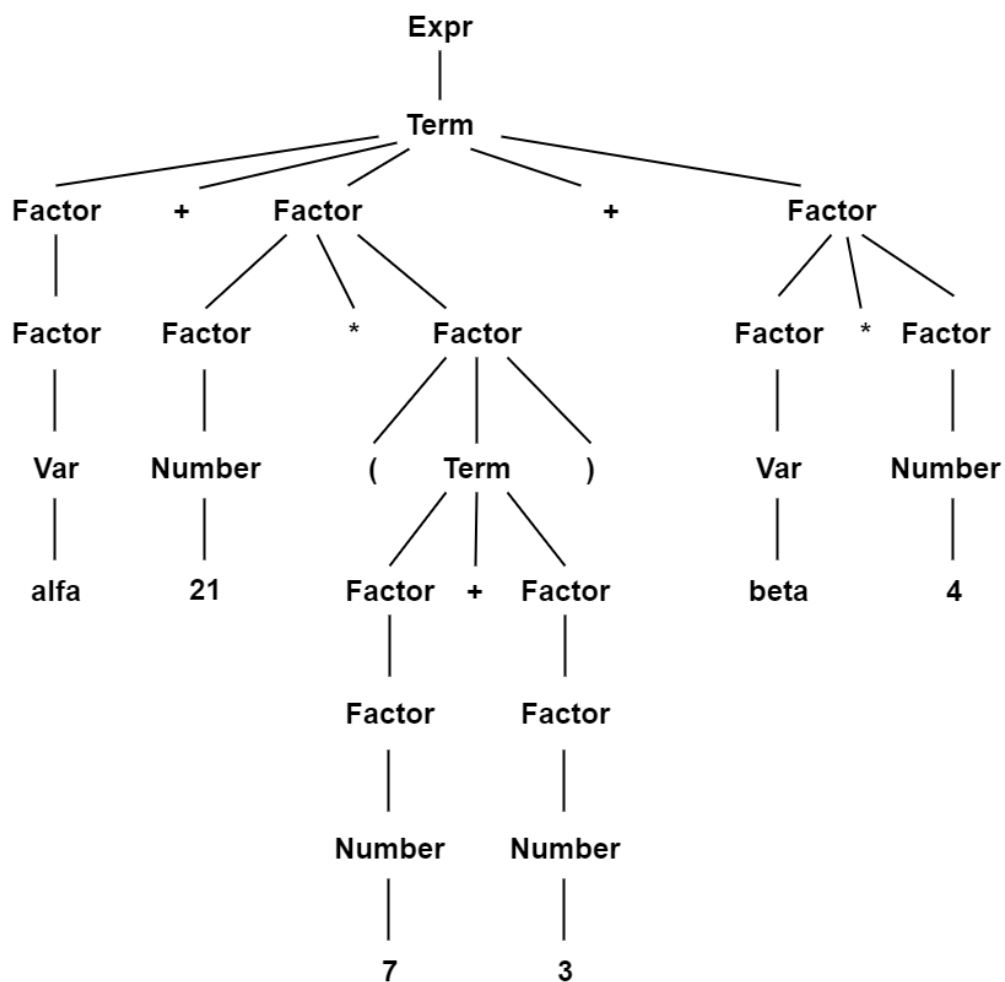 Expr
Term
Factor + Factor + Factor
Factor Factor * Factor Factor * Factor
Var Number ( Term ) Var Number
alfa 21 Factor + Factor beta 4
Factor Factor
Number Number
7 3